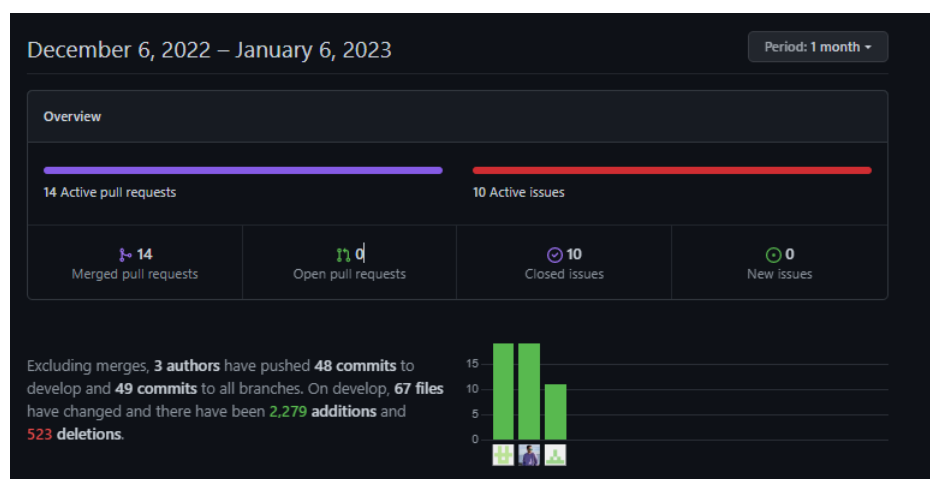 December 6, 2022 – January 6, 2023
Period: 1 month
Overview
14 Active pull requests
10 Active issues
14
Merged pull requests
0
Open pull requests
10
Closed issues
0
New issues
Excluding merges, 3 authors have pushed 48 commits to
develop and 49 commits to all branches. On develop, 67 files
have changed and there have been 2,279 additions and
523 deletions.
15
10
5
0